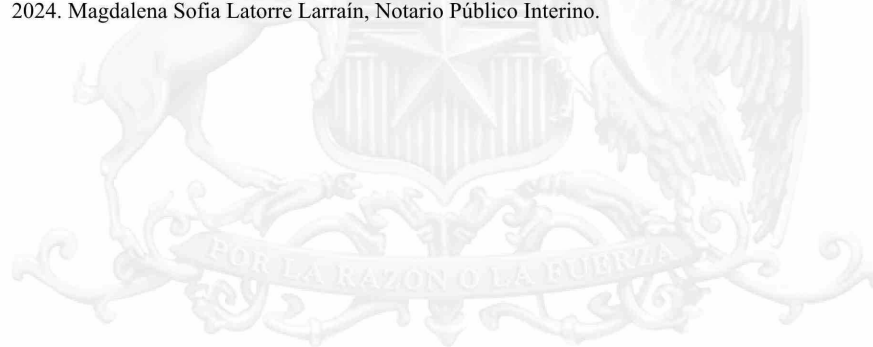 2024. Magdalena Sofia Latorre Larraín, Notario Público Interino.
POR LA RAZON O LA FUERZA